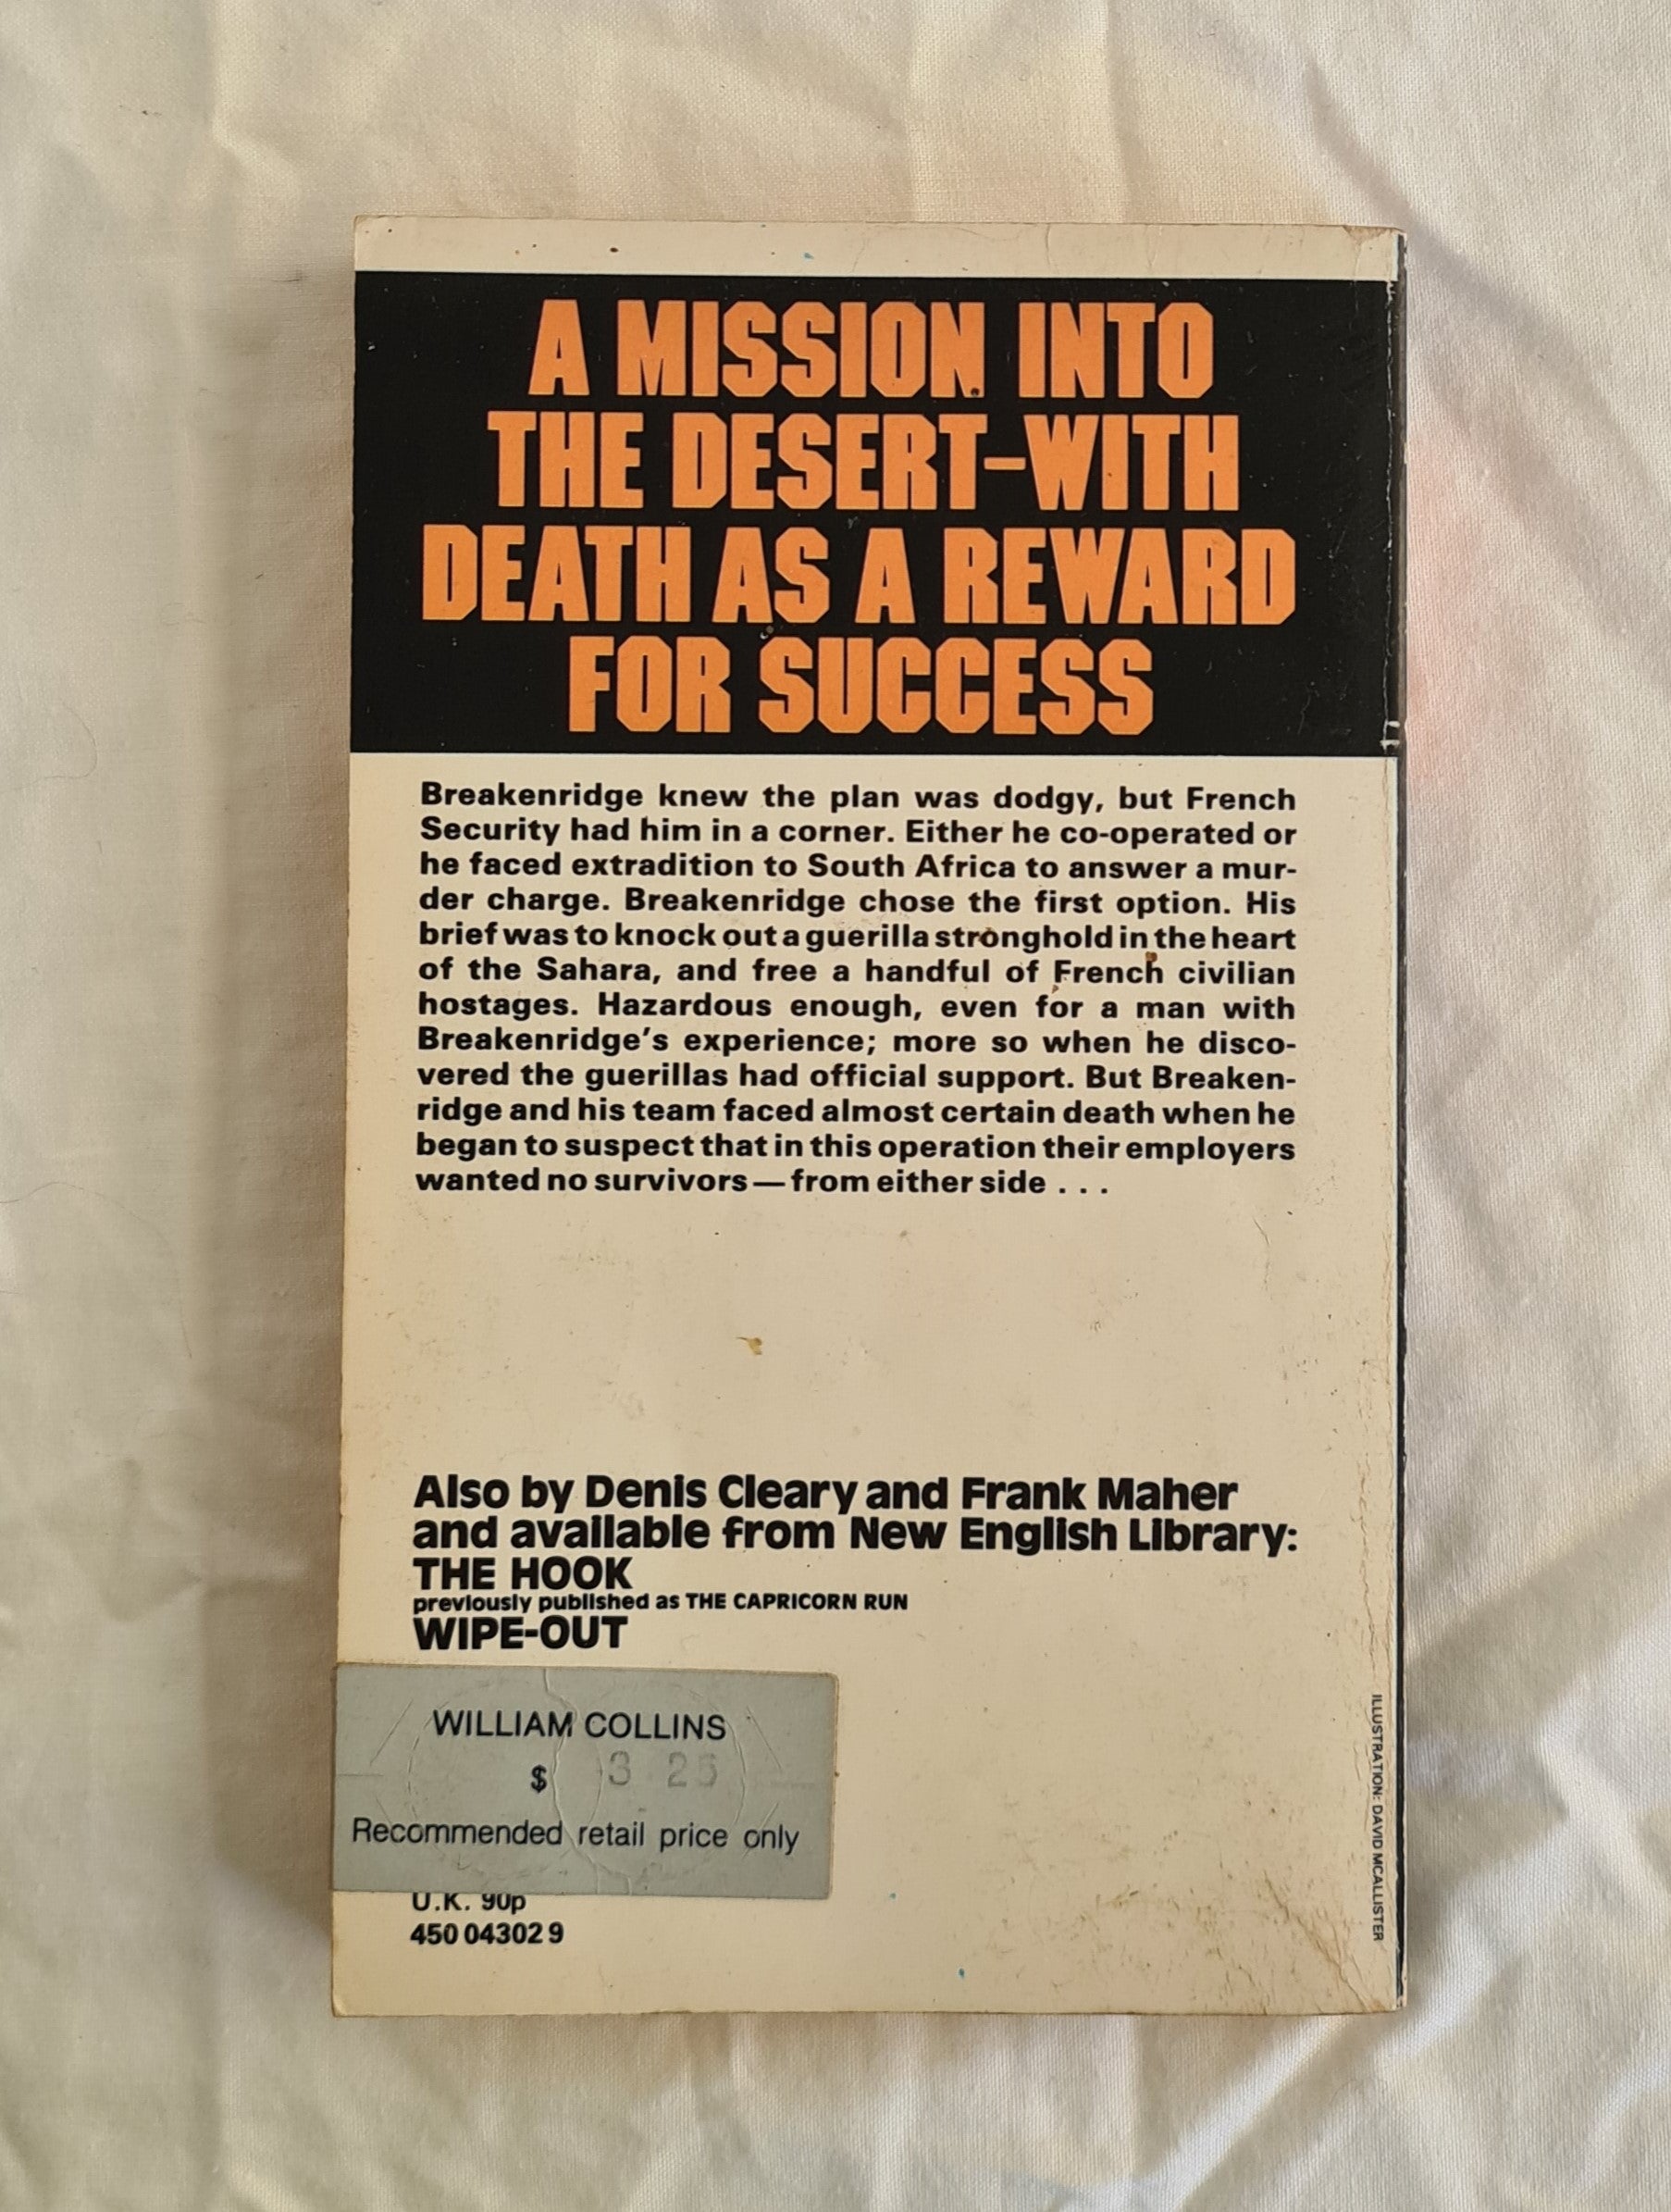 A MISSION INTO
THE DESERT–WITH
DEATH AS A REWARD
FOR SUCCESS
Breakenridge knew the plan was dodgy, but French
Security had him in a corner. Either he co-operated or
he faced extradition to South Africa to answer a mur-
der charge. Breakenridge chose the first option. His
brief was to knock out a guerilla stronghold in the heart
of the Sahara, and free a handful of French civilian
hostages. Hazardous enough, even for a man with
Breakenridge's experience; more so when he disco-
vered the guerillas had official support. But Breaken-
ridge and his team faced almost certain death when he
began to suspect that in this operation their employers
wanted no survivors — from either side . . .
Also by Denis Cleary and Frank Maher
and available from New English Library:
THE HOOK
previously published as THE CAPRICORN RUN
WIPE-OUT
WILLIAM COLLINS
$ 3 25
Recommended retail price only
U.K. 90p
450 04302 9
ILLUSTRATION: DAVID MCALLISTER